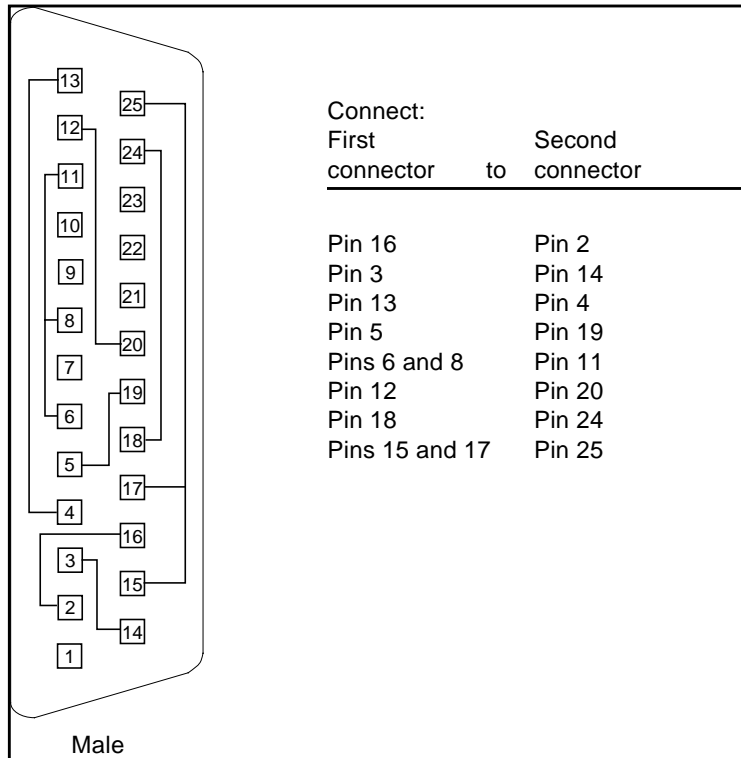 13
25
12
24
11
23
10
22
9
21
8
20
7
19
6
18
5
17
4
16
3
15
2
14
1
Male
Connect:
First Second
connector to connector
Pin 16 Pin 2
Pin 3 Pin 14
Pin 13 Pin 4
Pin 5 Pin 19
Pins 6 and 8 Pin 11
Pin 12 Pin 20
Pin 18 Pin 24
Pins 15 and 17 Pin 25